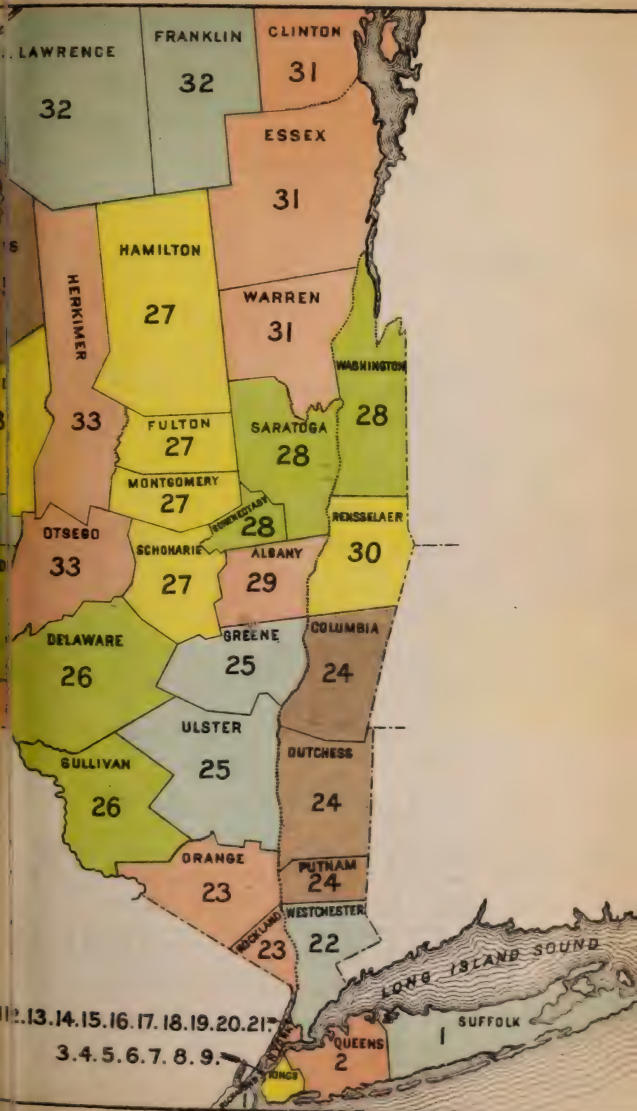 LAWRENCE
32
FRANKLIN
32
CLINTON
31
ESSEX
31
HERKIMER
33
HAMILTON
27
WARREN
31
WASHINGTON
28
FULTON
27
SARATOGA
28
MONTGOMERY
27
SCHENECTADY
28
RENSSELAER
30
OTSEGO
33
SCHOHARIE
27
ALBANY
29
DELAWARE
26
GREENE
25
COLUMBIA
24
ULSTER
25
SULLIVAN
26
DUTCHESS
24
ORANGE
23
PUTNAM
24
ROCKLAND
23
WESTCHESTER
22
LONG ISLAND SOUND
.13.14.15.16.17.18.19.20.21.
SUFFOLK
1
3.4.5.6.7.8.9.
QUEENS
2
KINGS
1